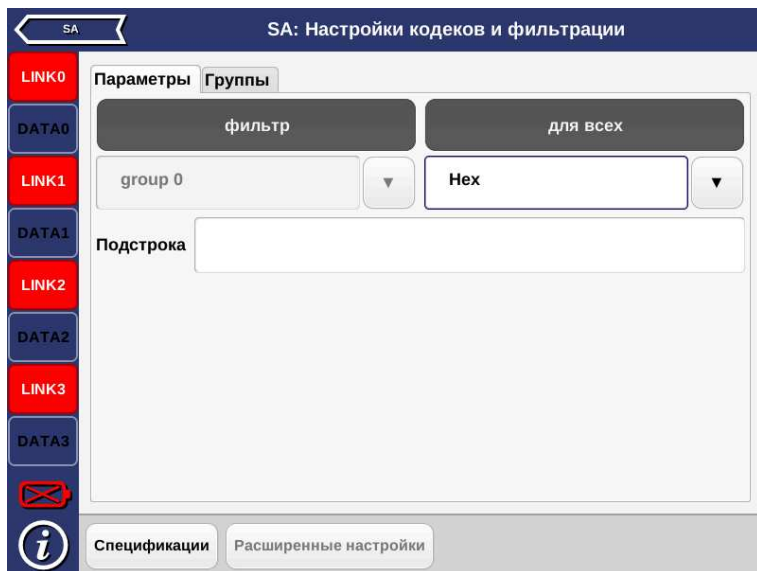 SA
SA: Настройки кодеков и фильтрации
LINK0
DATA0
LINK1
DATA1
LINK2
DATA2
LINK3
DATA3
i
Параметры Группы
фильтр для всех
group 0 ▼ Hex ▼
Подстрока
Спецификации Расширенные настройки